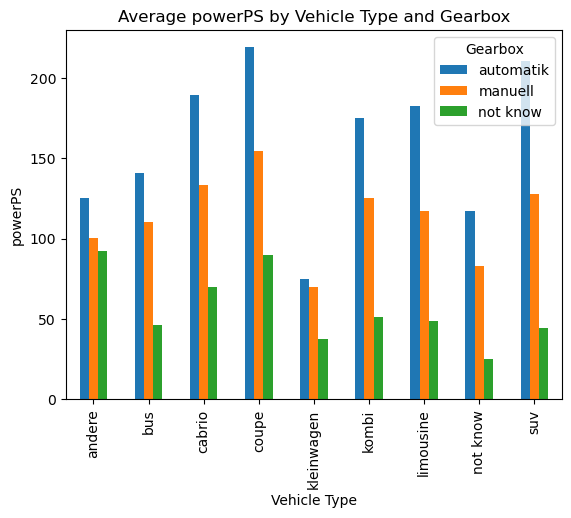 Average powerPS by Vehicle Type and Gearbox
Gearbox
automatik
manuell
not know
powerPS
200
150
100
50
0
andere
bus
cabrio
coupe
kleinwagen
kombi
limousine
not know
suv
Vehicle Type